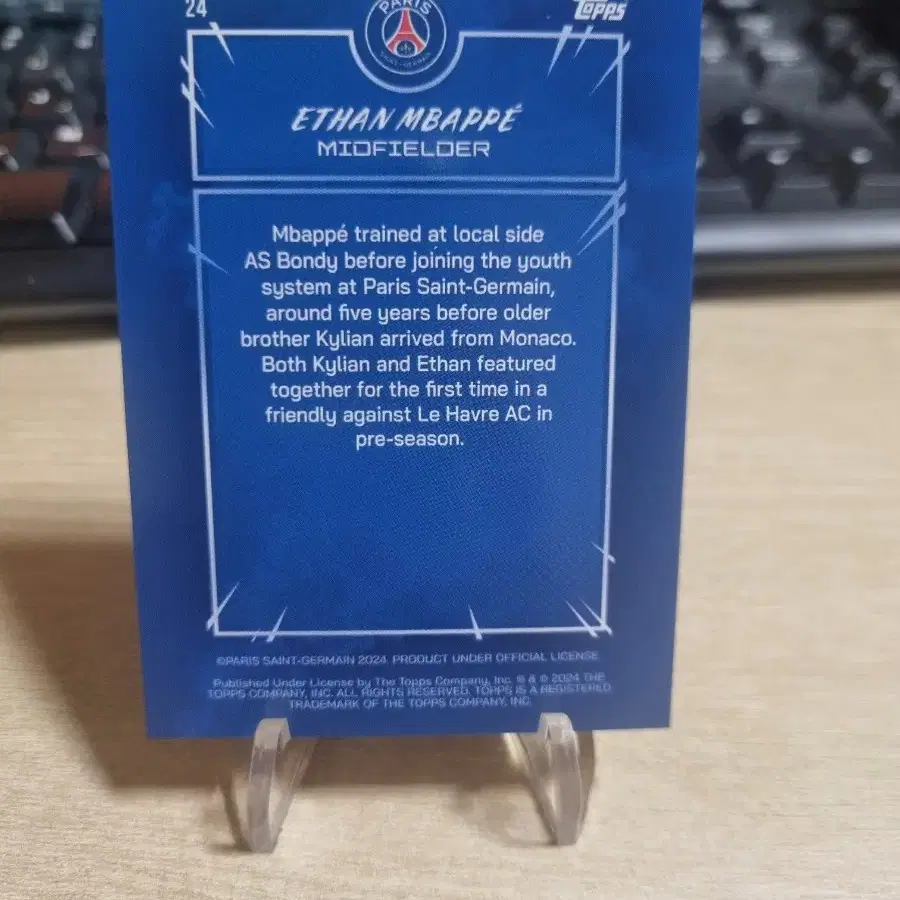 24
Topps
PARIS
SAINT-GERMAIN
ETHAN MBAPPÉ
MIDFIELDER
Mbappé trained at local side
AS Bondy before joining the youth
system at Paris Saint-Germain,
around five years before older
brother Kylian arrived from Monaco.
Both Kylian and Ethan featured
together for the first time in a
friendly against Le Havre AC in
pre-season.
©PARIS SAINT-GERMAIN 2024. PRODUCT UNDER OFFICIAL LICENSE.
Published Under License by The Topps Company, Inc. ® & © 2024 THE
TOPPS COMPANY, INC. ALL RIGHTS RESERVED. TOPPS IS A REGISTERED
TRADEMARK OF THE TOPPS COMPANY, INC.